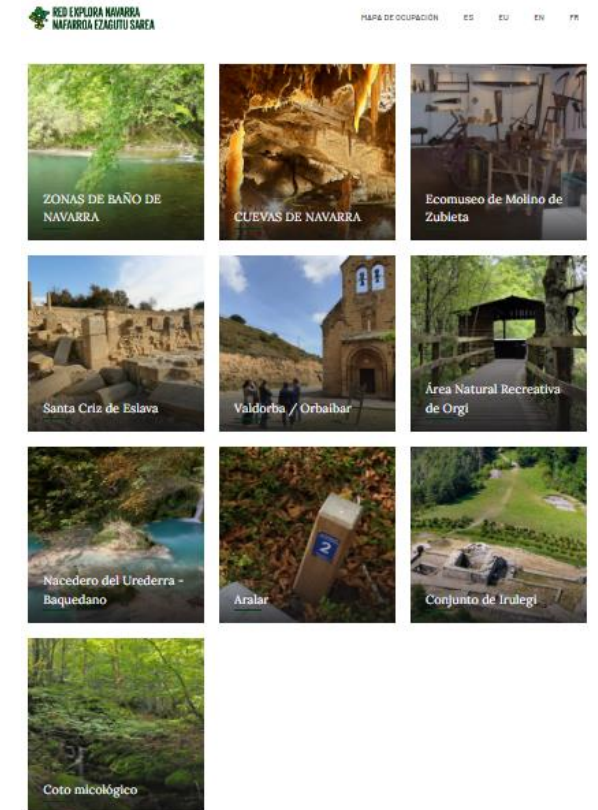 RED EXPLORA NAVARRA
NAFARROA EZAGUTU SAREA
MAPA DE OCUPACIÓN ES EU EN FR
ZONAS DE BAÑO DE
NAVARRA
CUEVAS DE NAVARRA
Ecomuseo de Molino de
Zubieta
Santa Criz de Eslava
Valdorba / Orbaibar
Área Natural Recreativa
de Orgi
Nacedero del Urederra -
Baquedano
2
Aralar
Conjunto de Irulegi
Coto micológico